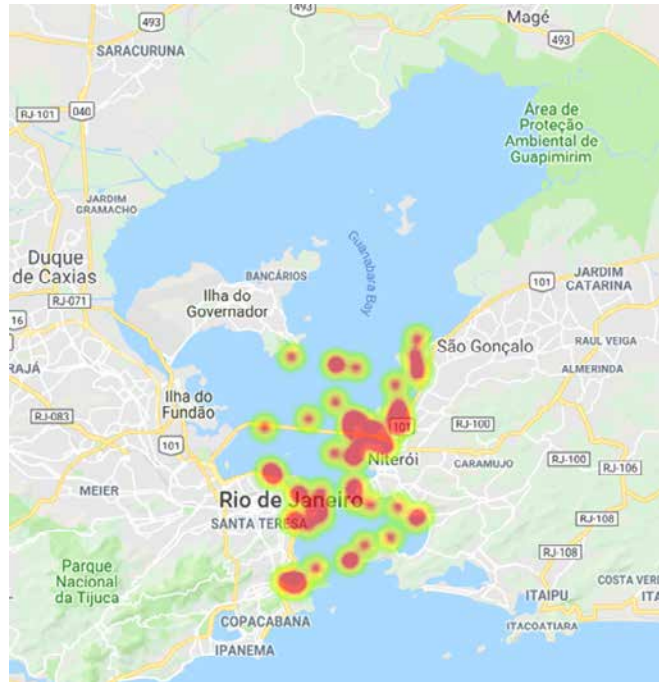 Magé
493
493
493
SARACURUNA
RJ-101
040
Área de
Proteção
Ambiental de
Guapimirim
JARDIM
GRAMACHO
Duque
de Caxias
BANCÁRIOS
Guanabara Bay
101
JARDIM
CATARINA
RJ-071
Ilha do
Governador
16
São Gonçalo
RAUL VEIGA
RAJÁ
ALMERINDA
Ilha do
Fundão
RJ-083
101
RJ-100
101
Niterói
CARAMUJO
RJ-100
RJ-106
MEIER
Rio de Janeiro
SANTA TERESA
RJ-108
RJ-108
Parque
Nacional
da Tijuca
COSTA VER
ITAIPU
ITA
COPACABANA
ITACOATIARA
IPANEMA